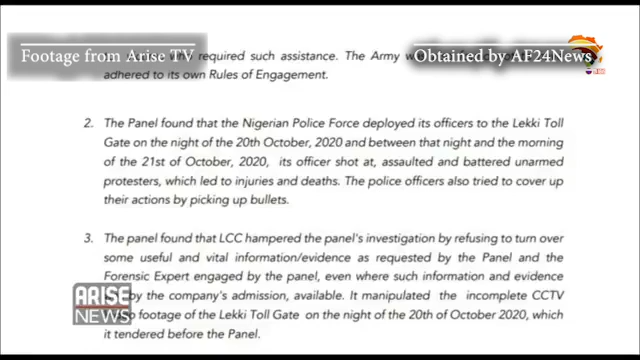 Footage from Arise TV
Obtained by AF24News
required such assistance. The Army
adhered to its own Rules of Engagement.
2. The Panel found that the Nigerian Police Force deployed its officers to the Lekki Toll
Gate on the night of the 20th October, 2020 and between that night and the morning
of the 21st of October, 2020, its officer shot at, assaulted and battered unarmed
protesters, which led to injuries and deaths. The police officers also tried to cover up
their actions by picking up bullets.
3. The panel found that LCC hampered the panel's investigation by refusing to turn over
some useful and vital information/evidence as requested by the Panel and the
Forensic Expert engaged by the panel, even where such information and evidence
by the company's admission, available. It manipulated the incomplete CCTV
footage of the Lekki Toll Gate on the night of the 20th of October 2020, which
it tendered before the Panel.
ARISE
NEWS